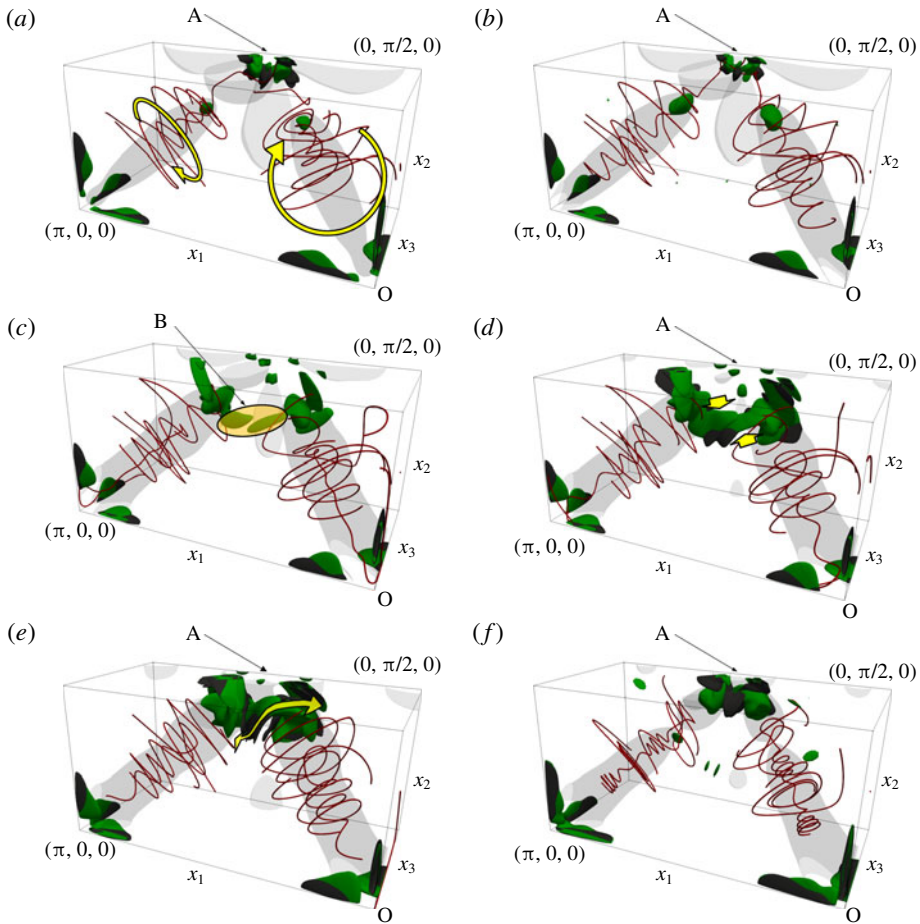 (a)
A
(0, π/2, 0)
x2
x3
(π, 0, 0)
x1
O
(b)
A
(0, π/2, 0)
x2
x3
(π, 0, 0)
x1
O
(c)
B
(0, π/2, 0)
x2
x3
(π, 0, 0)
x1
O
(d)
A
(0, π/2, 0)
x2
x3
(π, 0, 0)
x1
O
(e)
A
(0, π/2, 0)
x2
x3
(π, 0, 0)
x1
O
(f)
A
(0, π/2, 0)
x2
x3
(π, 0, 0)
x1
O